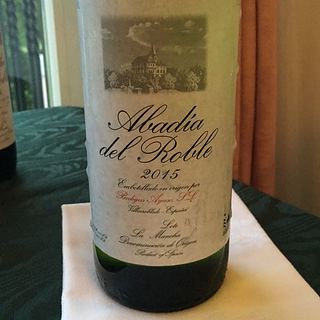 Abadía
del Roble
2015
Embotellado en origen por
Bodegas Ayuso, S.L.
Villarrobledo - España
La Mancha
Denominación de Origen
Product of Spain